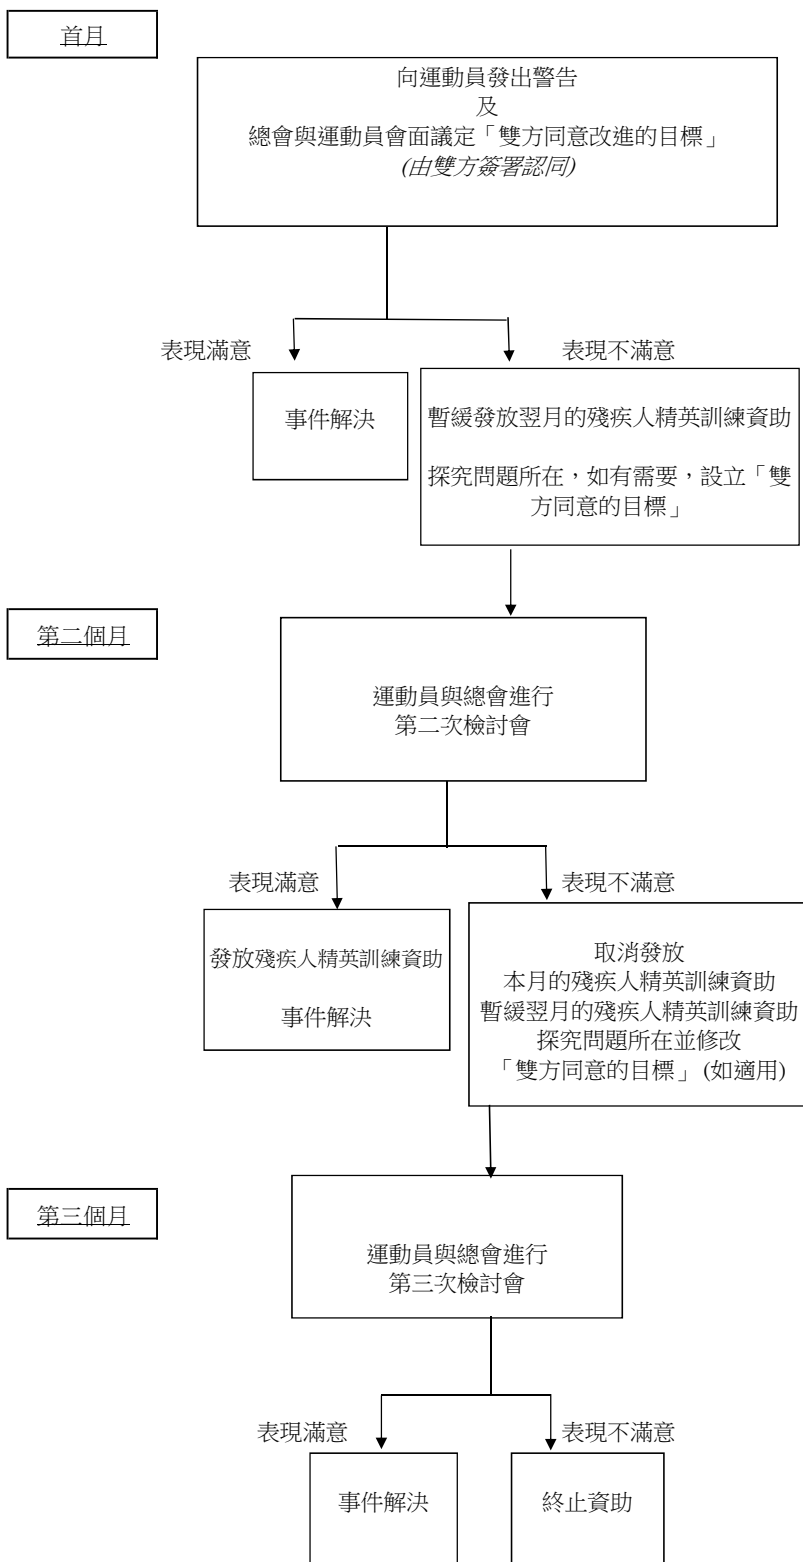 首月
向運動員發出警告
及
總會與運動員會面議定「雙方同意改進的目標」
(由雙方簽署認同)
表現滿意
表現不滿意
事件解決
暫緩發放翌月的殘疾人精英訓練資助
探究問題所在，如有需要，設立「雙
方同意的目標」
第二個月
運動員與總會進行
第二次檢討會
表現滿意
表現不滿意
發放殘疾人精英訓練資助
事件解決
取消發放
本月的殘疾人精英訓練資助
暫緩翌月的殘疾人精英訓練資助
探究問題所在並修改
「雙方同意的目標」 (如適用)
第三個月
運動員與總會進行
第三次檢討會
表現滿意
表現不滿意
事件解決
終止資助